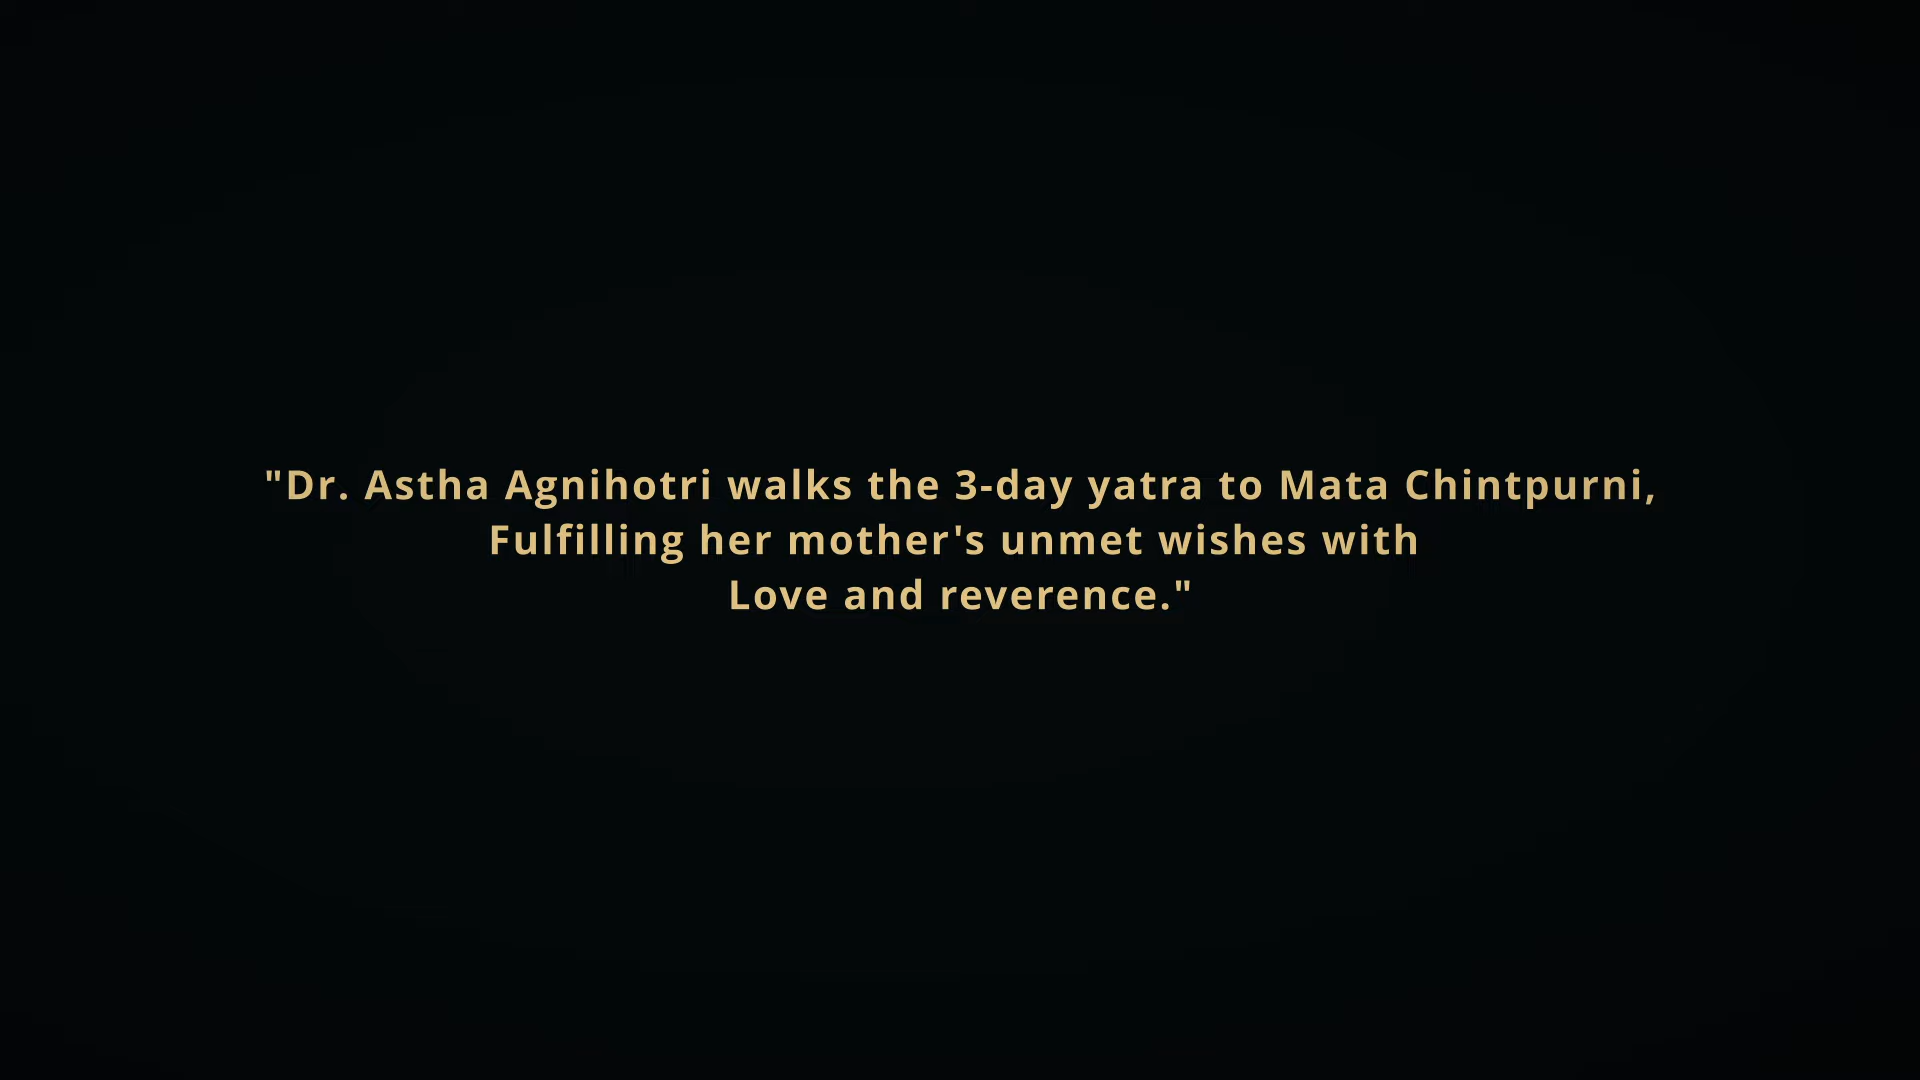 "Dr. Astha Agnihotri walks the 3-day yatra to Mata Chintpurni,
Fulfilling her mother's unmet wishes with
Love and reverence."